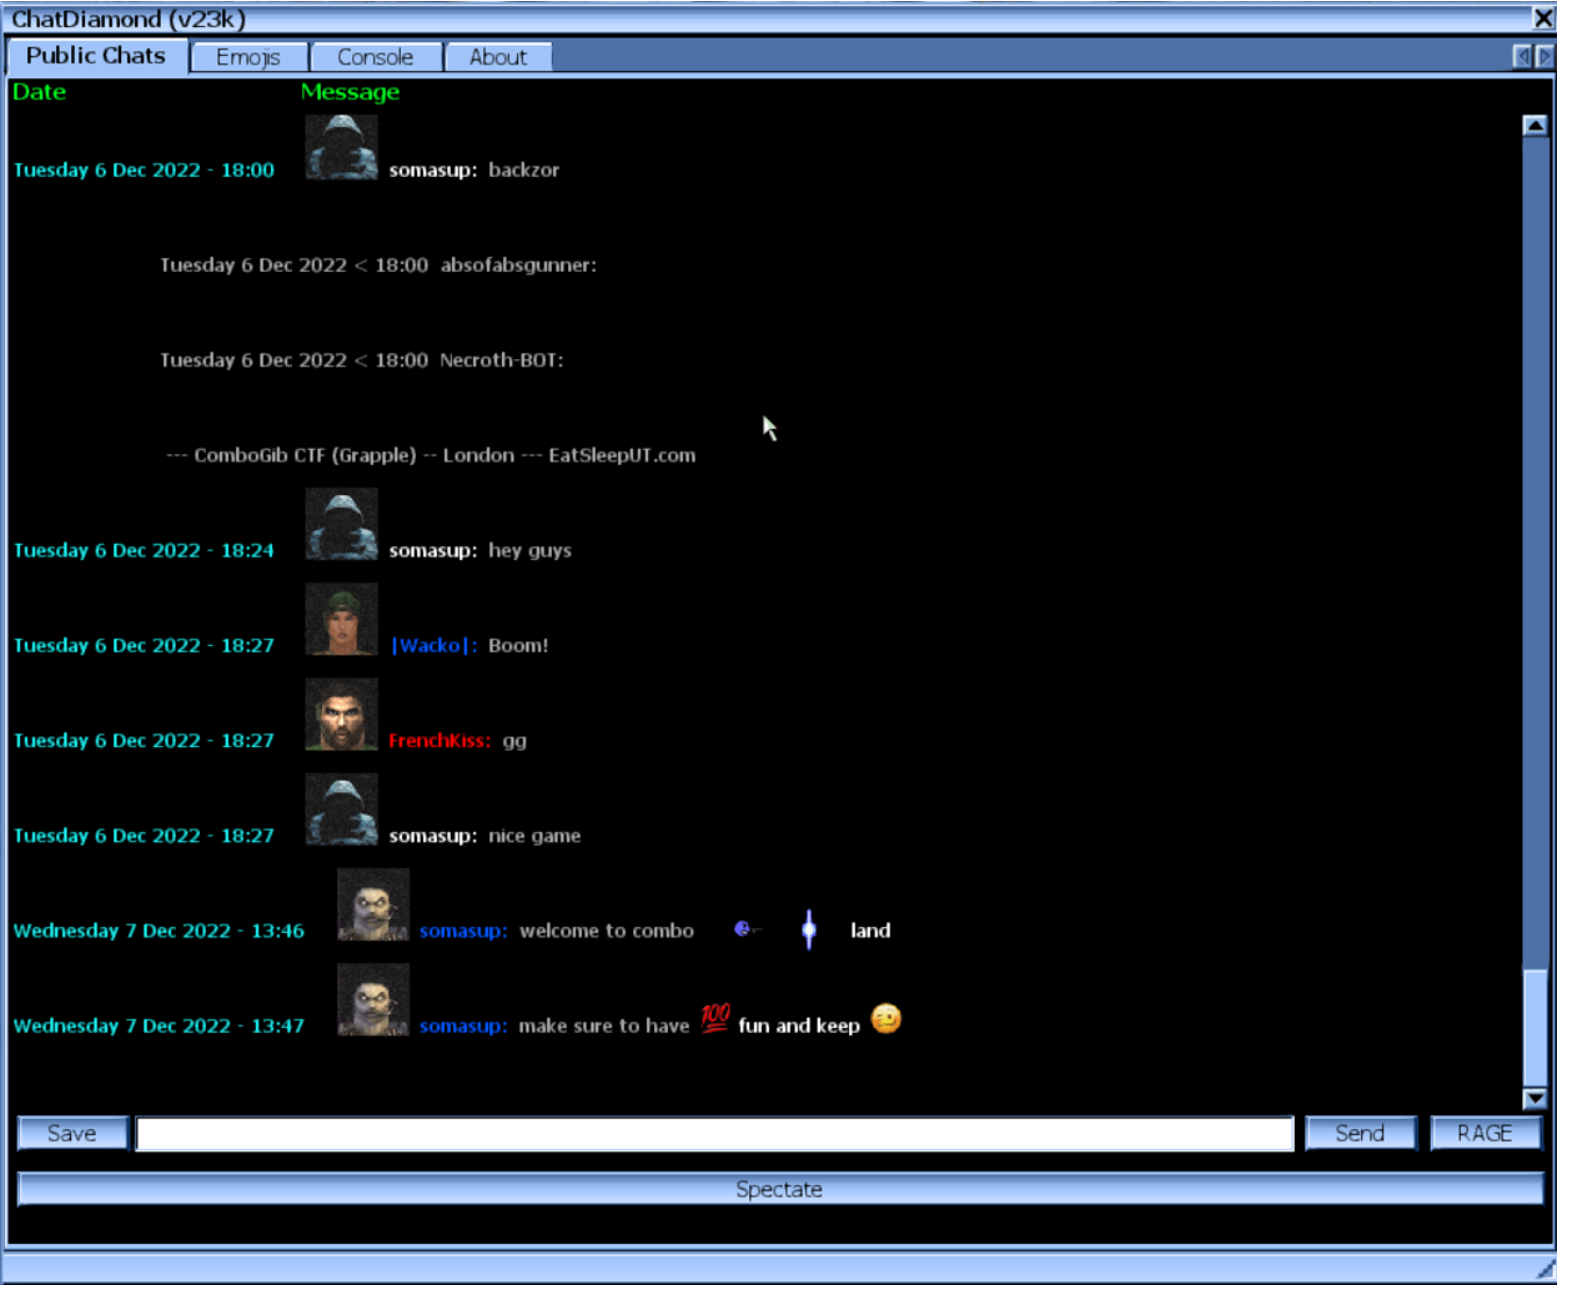 ChatDiamond (v23k)
Public Chats Emojis Console About
Date Message
Tuesday 6 Dec 2022 - 18:00 somasup: backzor
Tuesday 6 Dec 2022 < 18:00 absofabsgunner:
Tuesday 6 Dec 2022 < 18:00 Necroth-BOT:
--- ComboGib CTF (Grapple) -- London --- EatSleepUT.com
Tuesday 6 Dec 2022 - 18:24 somasup: hey guys
Tuesday 6 Dec 2022 - 18:27 |Wacko|: Boom!
Tuesday 6 Dec 2022 - 18:27 FrenchKiss: gg
Tuesday 6 Dec 2022 - 18:27 somasup: nice game
Wednesday 7 Dec 2022 - 13:46 somasup: welcome to combo land
Wednesday 7 Dec 2022 - 13:47 somasup: make sure to have 💯 fun and keep 🥴
Save Send RAGE
Spectate